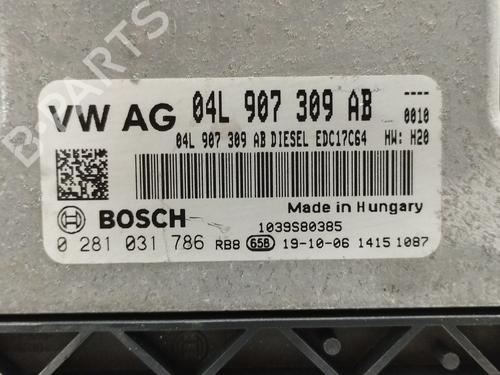 B-PARTS
VW AG 04L 907 309 AB
0010
04L 907 309 AB DIESEL EDC17C64 HW: H20
Made in Hungary
BOSCH
1039S80385
0 281 031 786 RB8 658 19-10-06 1415 1087